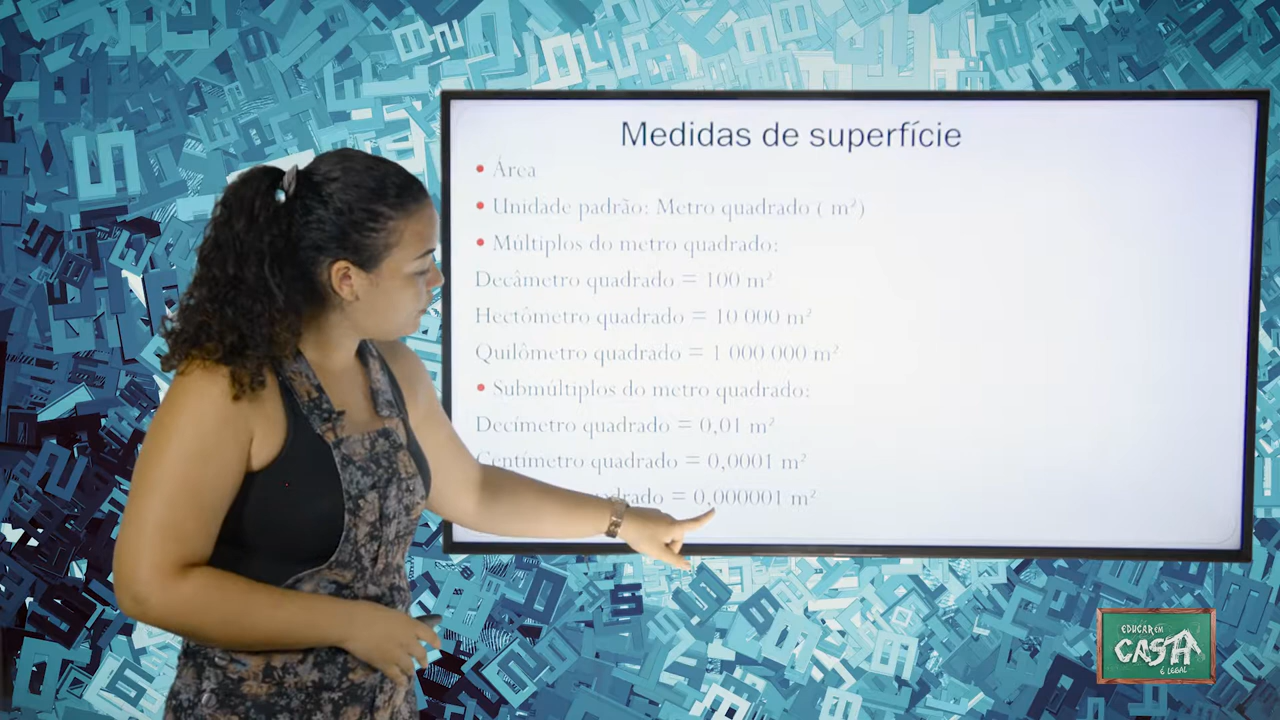 Medidas de superfície
• Área
• Unidade padrão: Metro quadrado ( m²)
• Múltiplos do metro quadrado:
Decâmetro quadrado = 100 m²
Hectômetro quadrado = 10 000 m²
Quilômetro quadrado = 1 000 000 m²
• Submúltiplos do metro quadrado:
Decímetro quadrado = 0,01 m²
Centímetro quadrado = 0,0001 m²
= 0,000001 m²
EDUCAR EM
CASA
É LEGAL